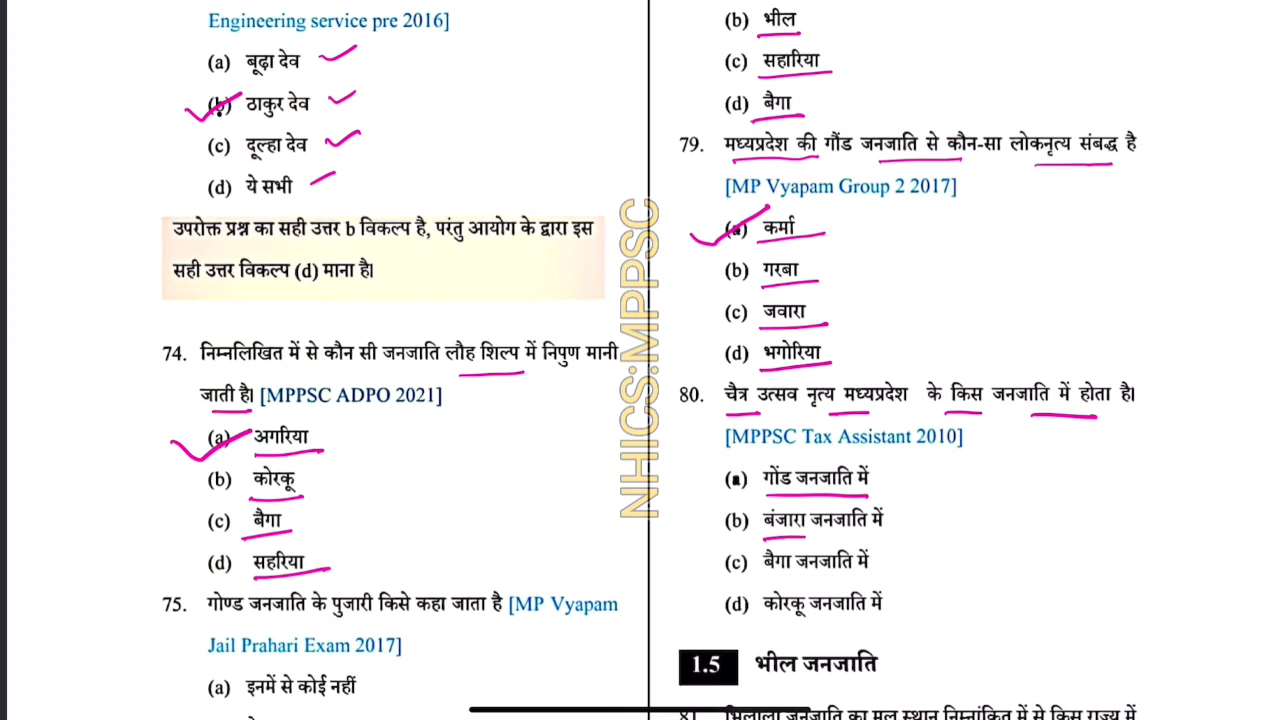 Engineering service pre 2016]
(a) बूढ़ा देव
(b) ठाकुर देव
(c) दूल्हा देव
(d) ये सभी
उपरोक्त प्रश्न का सही उत्तर b विकल्प है, परंतु आयोग के द्वारा इस
सही उत्तर विकल्प (d) माना है।
74. निम्नलिखित में से कौन सी जनजाति लौह शिल्प में निपुण मानी
जाती है। [MPPSC ADPO 2021]
(a) अगरिया
(b) कोरकू
(c) बैगा
(d) सहरिया
75. गोण्ड जनजाति के पुजारी किसे कहा जाता है [MP Vyapam
Jail Prahari Exam 2017]
(a) इनमें से कोई नहीं
NHICS:MPPSC
(b) भील
(c) सहारिया
(d) बैगा
79. मध्यप्रदेश की गौंड जनजाति से कौन-सा लोकनृत्य संबद्ध है
[MP Vyapam Group 2 2017]
(a) कर्मा
(b) गरबा
(c) जवारा
(d) भगोरिया
80. चैत्र उत्सव नृत्य मध्यप्रदेश के किस जनजाति में होता है।
[MPPSC Tax Assistant 2010]
(a) गोंड जनजाति में
(b) बंजारा जनजाति में
(c) बैगा जनजाति में
(d) कोरकू जनजाति में
1.5 भील जनजाति
81. भिलाला जनजाति का मूल स्थान निम्नांकित में से किस राज्य में